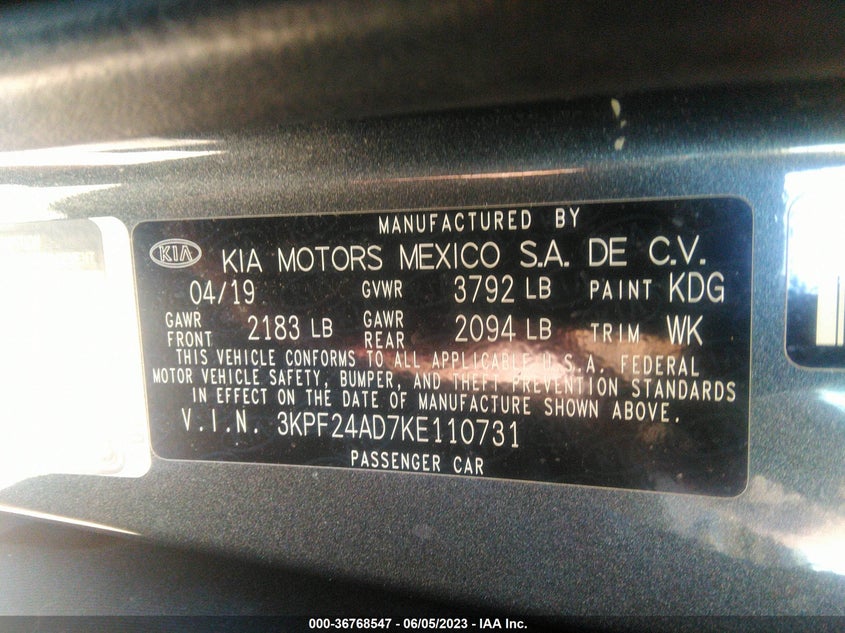 MANUFACTURED BY
KIA KIA MOTORS MEXICO S.A. DE C.V.
04/19 GVWR 3792 LB PAINT KDG
GAWR FRONT 2183 LB GAWR REAR 2094 LB TRIM WK
THIS VEHICLE CONFORMS TO ALL APPLICABLE U.S.A. FEDERAL
MOTOR VEHICLE SAFETY, BUMPER, AND THEFT PREVENTION STANDARDS
IN EFFECT ON THE DATE OF MANUFACTURE SHOWN ABOVE.
V.I.N. 3KPF24AD7KE110731
PASSENGER CAR
000-36768547 - 06/05/2023 - IAA Inc.